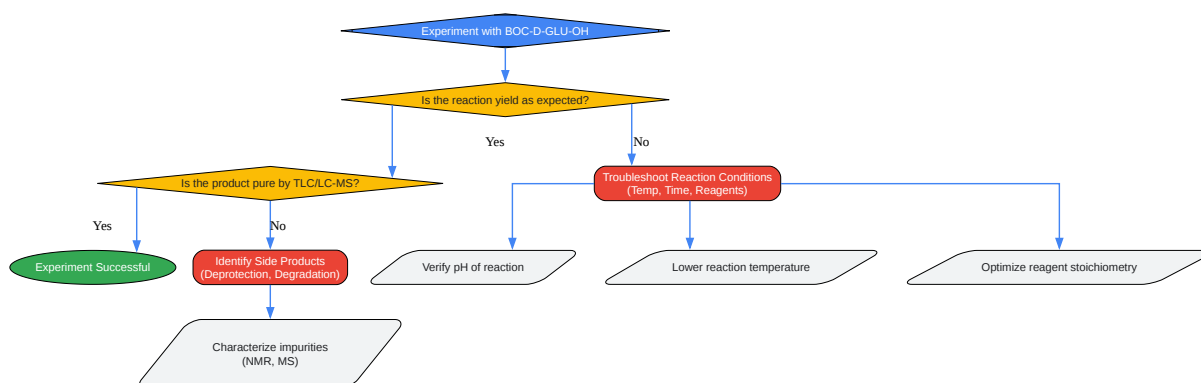 Experiment with BOC-D-GLU-OH
Is the reaction yield as expected?
Yes
No
Is the product pure by TLC/LC-MS?
Troubleshoot Reaction Conditions
(Temp, Time, Reagents)
Yes
No
Experiment Successful
Identify Side Products
(Deprotection, Degradation)
Verify pH of reaction
Lower reaction temperature
Optimize reagent stoichiometry
Characterize impurities
(NMR, MS)